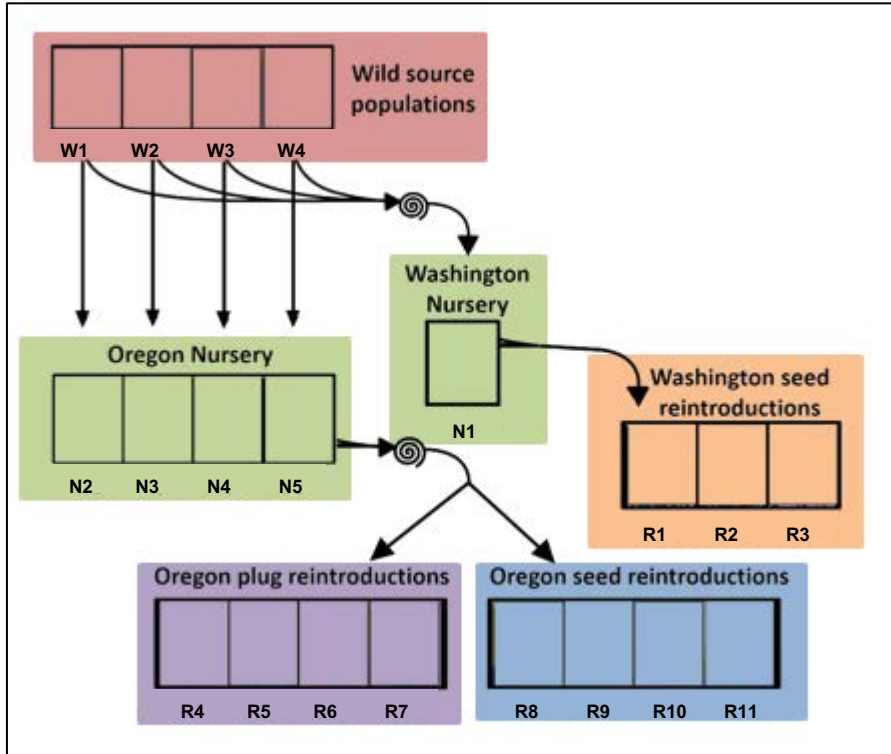 Wild source
populations
W1 W2 W3 W4
Washington
Nursery
N1
Oregon Nursery
N2 N3 N4 N5
Washington seed
reintroductions
R1 R2 R3
Oregon plug reintroductions
R4 R5 R6 R7
Oregon seed reintroductions
R8 R9 R10 R11